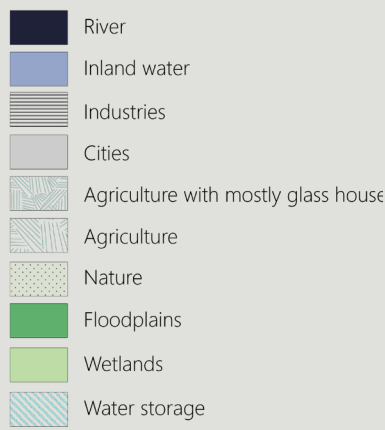 River
Inland water
Industries
Cities
Agriculture with mostly glass house
Agriculture
Nature
Floodplains
Wetlands
Water storage